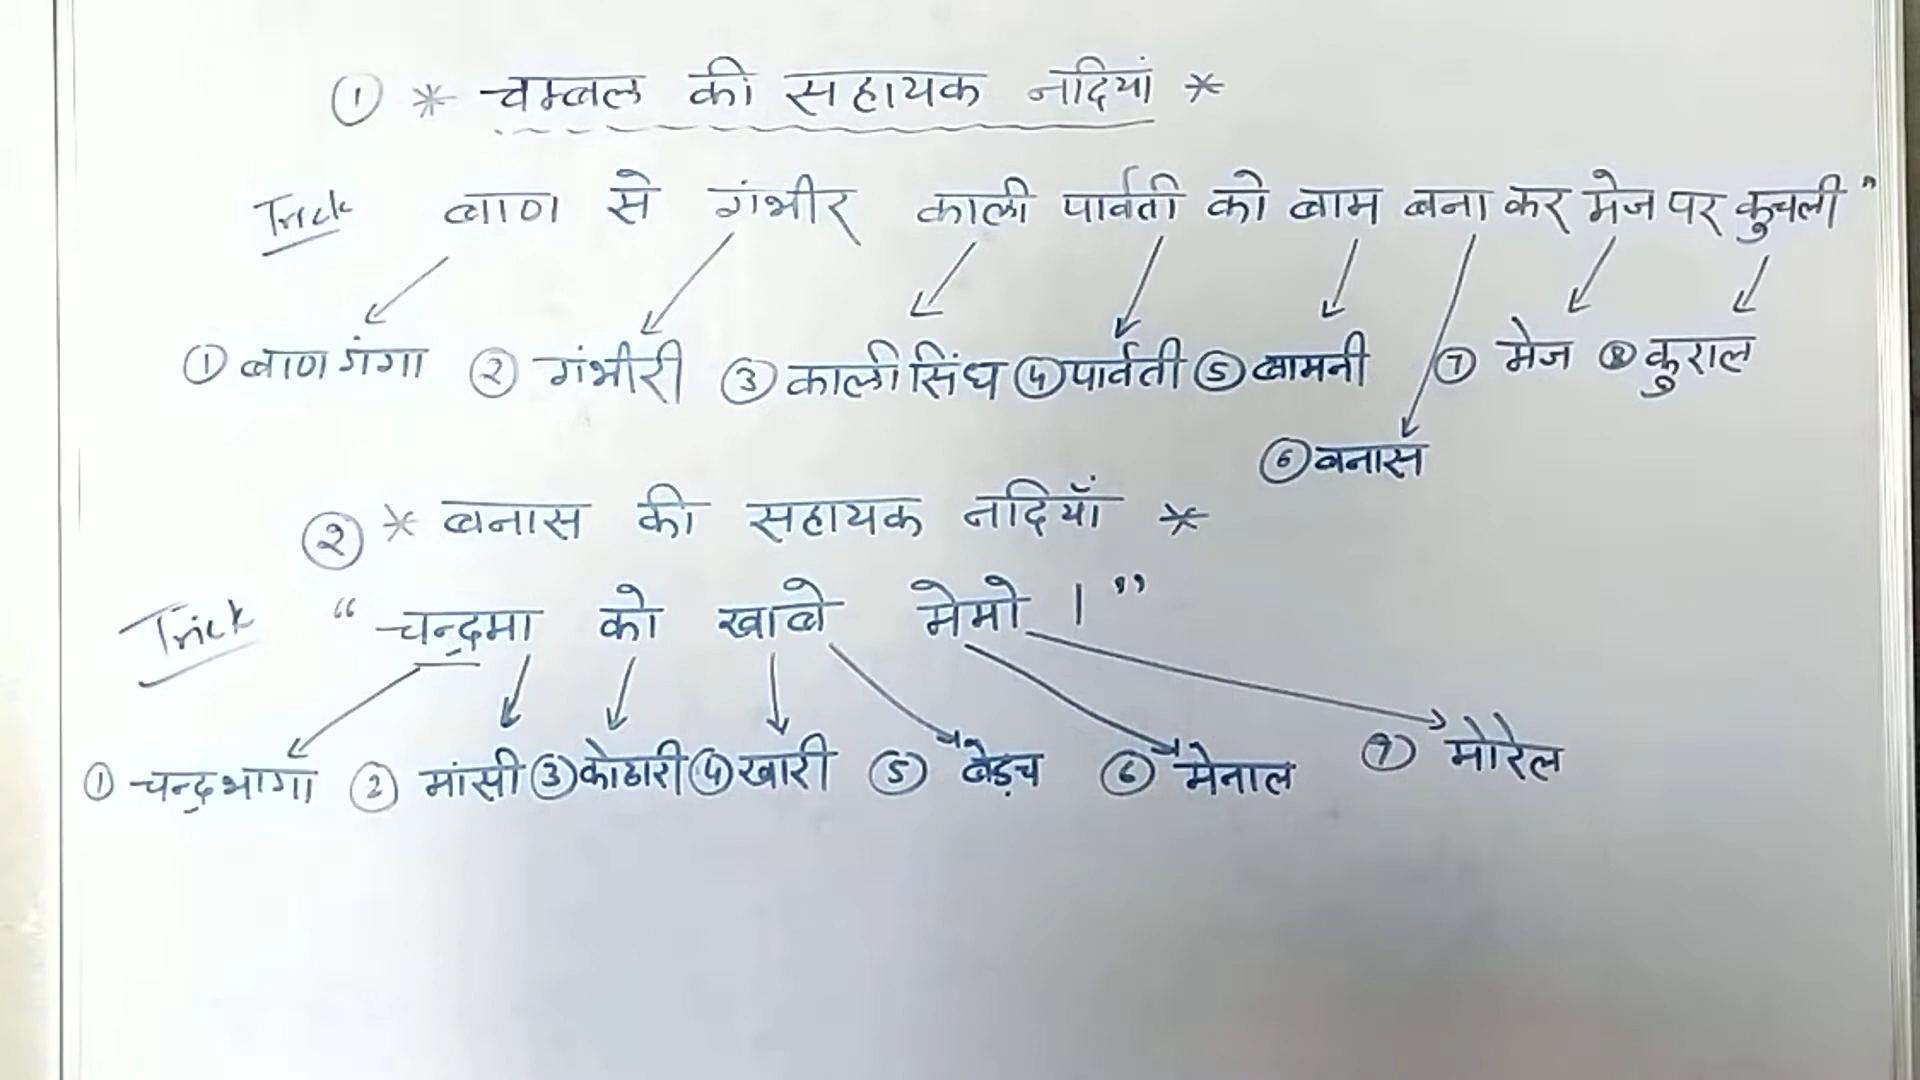 ① * चम्बल की सहायक नदियां *
Trick बाण से गंभीर काली पार्वती को बाम बना कर मेज पर कुचली”
① बाणगंगा ② गंभीरी ③ कालीसिंध ④ पार्वती ⑤ बामनी ⑦ मेज ⑧ कुराल
⑥ बनास
② * बनास की सहायक नदियाँ *
Trick “चन्द्रमा को खाबे मेमो।”
① चन्द्रभागा ② मांसी ③ कोठारी ④ खारी ⑤ बेड़च ⑥ मेनाल ⑦ मोरेल